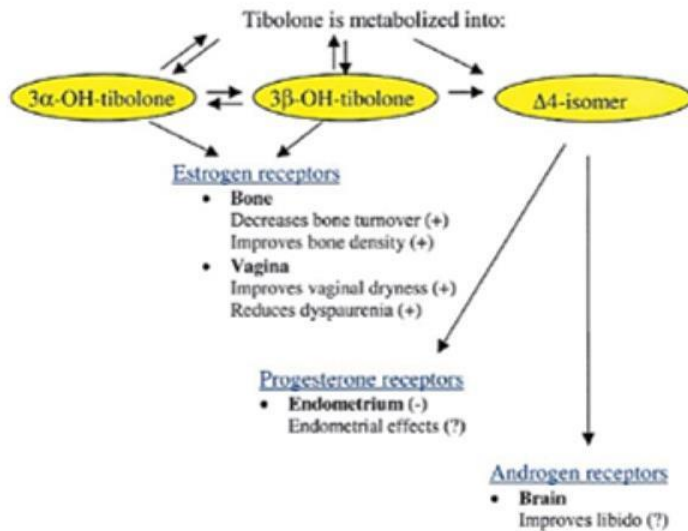 Tibolone is metabolized into:
3α-OH-tibolone
3β-OH-tibolone
Δ4-isomer
Estrogen receptors
• Bone
Decreases bone turnover (+)
Improves bone density (+)
• Vagina
Improves vaginal dryness (+)
Reduces dyspaurenia (+)
Progesterone receptors
• Endometrium (-)
Endometrial effects (?)
Androgen receptors
• Brain
Improves libido (?)